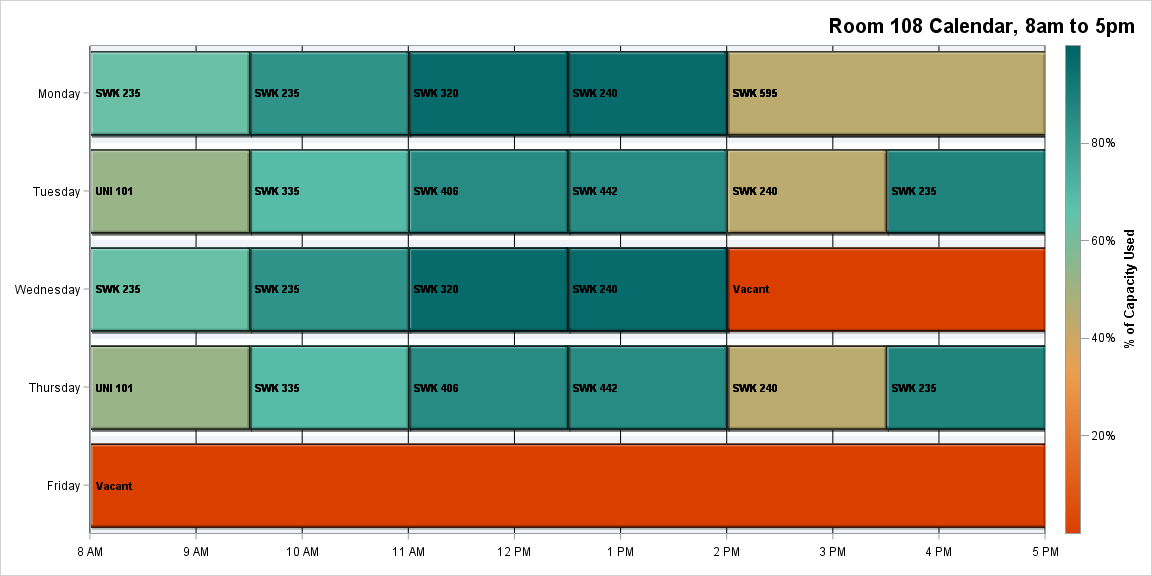 Room 108 Calendar, 8am to 5pm
Monday
SWK 235
SWK 235
SWK 320
SWK 240
SWK 595
Tuesday
UNI 101
SWK 335
SWK 406
SWK 442
SWK 240
SWK 235
Wednesday
SWK 235
SWK 235
SWK 320
SWK 240
Vacant
Thursday
UNI 101
SWK 335
SWK 406
SWK 442
SWK 240
SWK 235
Friday
Vacant
8 AM
9 AM
10 AM
11 AM
12 PM
1 PM
2 PM
3 PM
4 PM
5 PM
80%
60%
40%
20%
% of Capacity Used